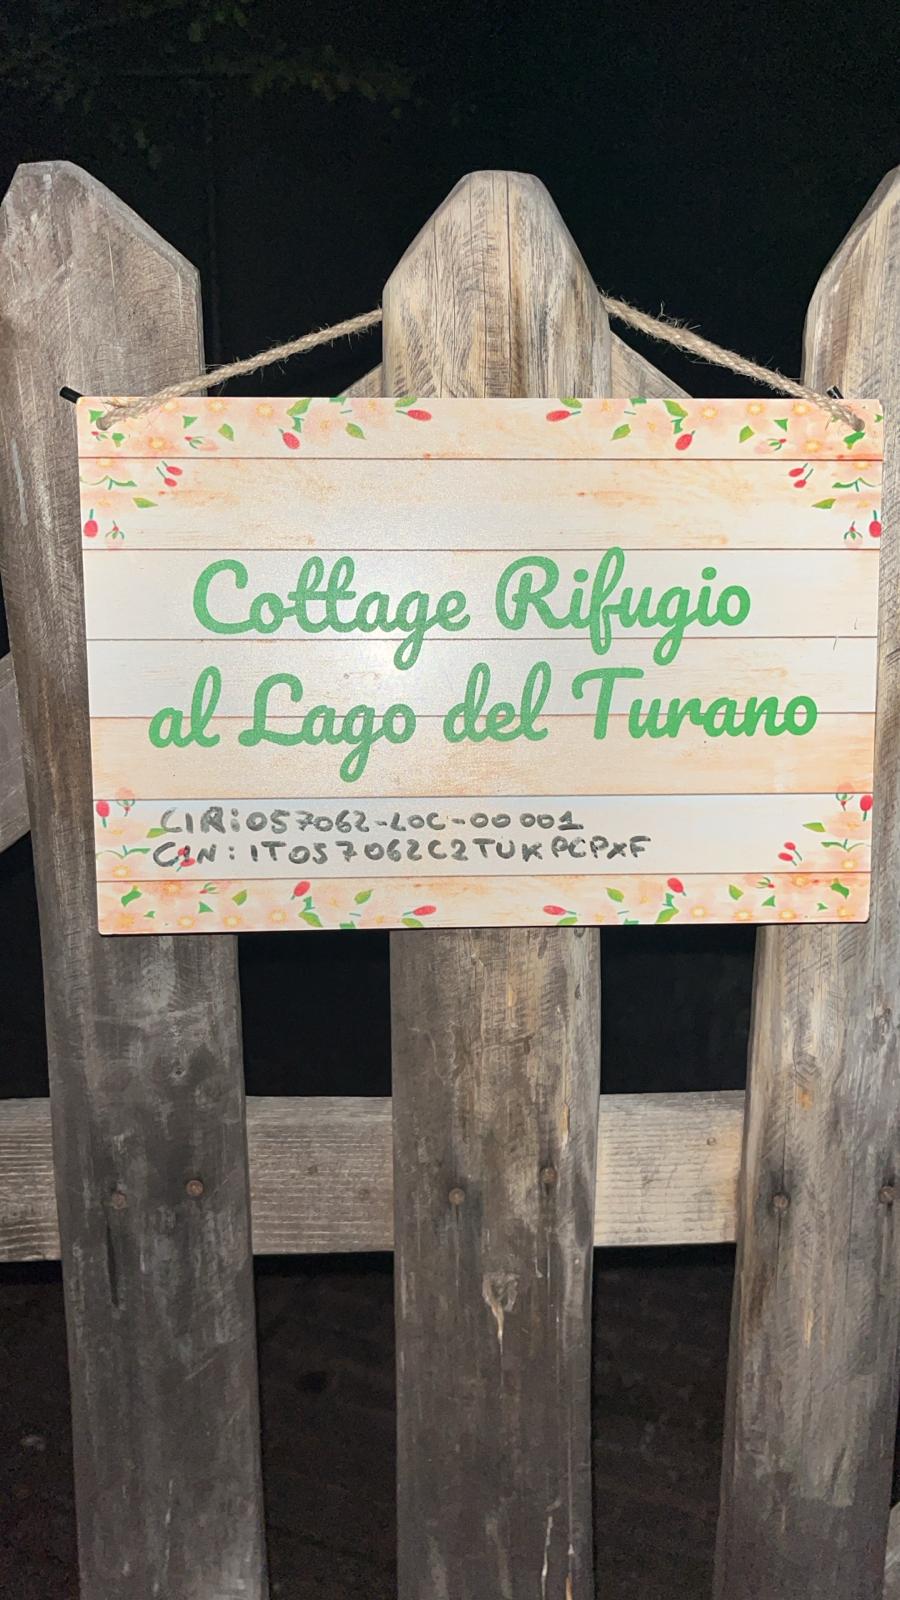 Cottage Rifugio
al Lago del Turano
CIR:057062-LOC-00001
CIN: IT057062C2TUKPCPXF